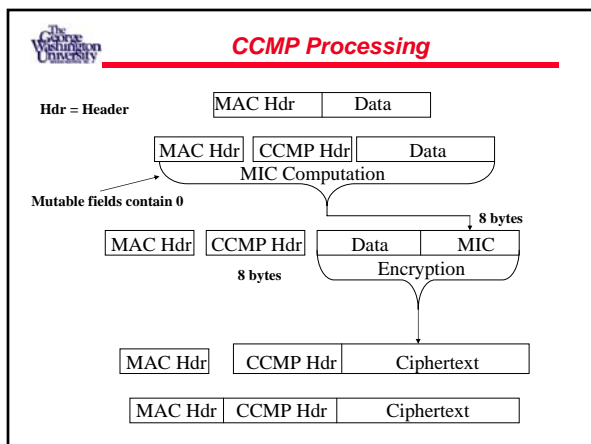 The
George
Washington
University
CCMP Processing
Hdr = Header
MAC Hdr Data
MAC Hdr CCMP Hdr Data
MIC Computation
Mutable fields contain 0
8 bytes
MAC Hdr CCMP Hdr Data MIC
8 bytes Encryption
MAC Hdr CCMP Hdr Ciphertext
MAC Hdr CCMP Hdr Ciphertext